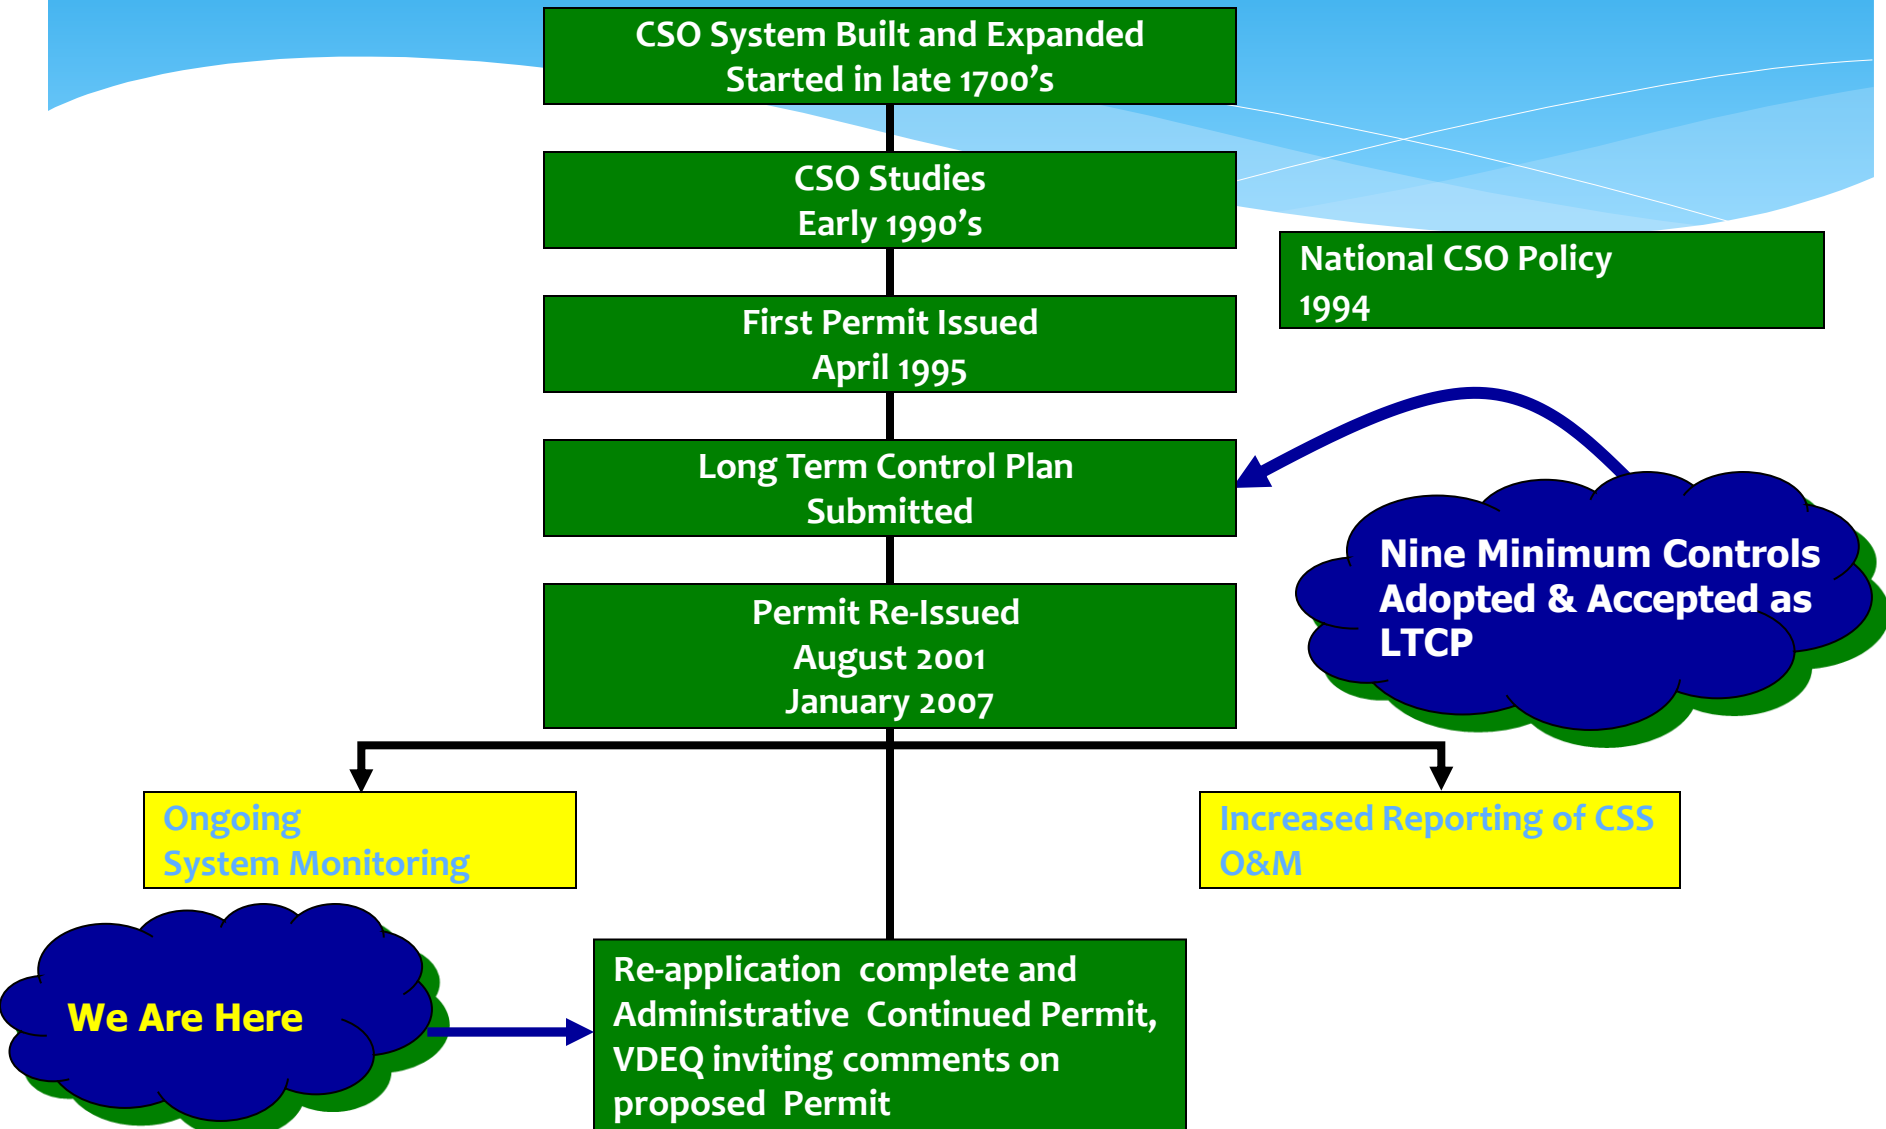 CSO System Built and Expanded
Started in late 1700’s
CSO Studies
Early 1990’s
National CSO Policy
1994
First Permit Issued
April 1995
Long Term Control Plan
Submitted
Nine Minimum Controls
Adopted & Accepted as
LTCP
Permit Re-Issued
August 2001
January 2007
Ongoing
System Monitoring
Increased Reporting of CSS
O&M
We Are Here
Re-application complete and
Administrative Continued Permit,
VDEQ inviting comments on
proposed Permit